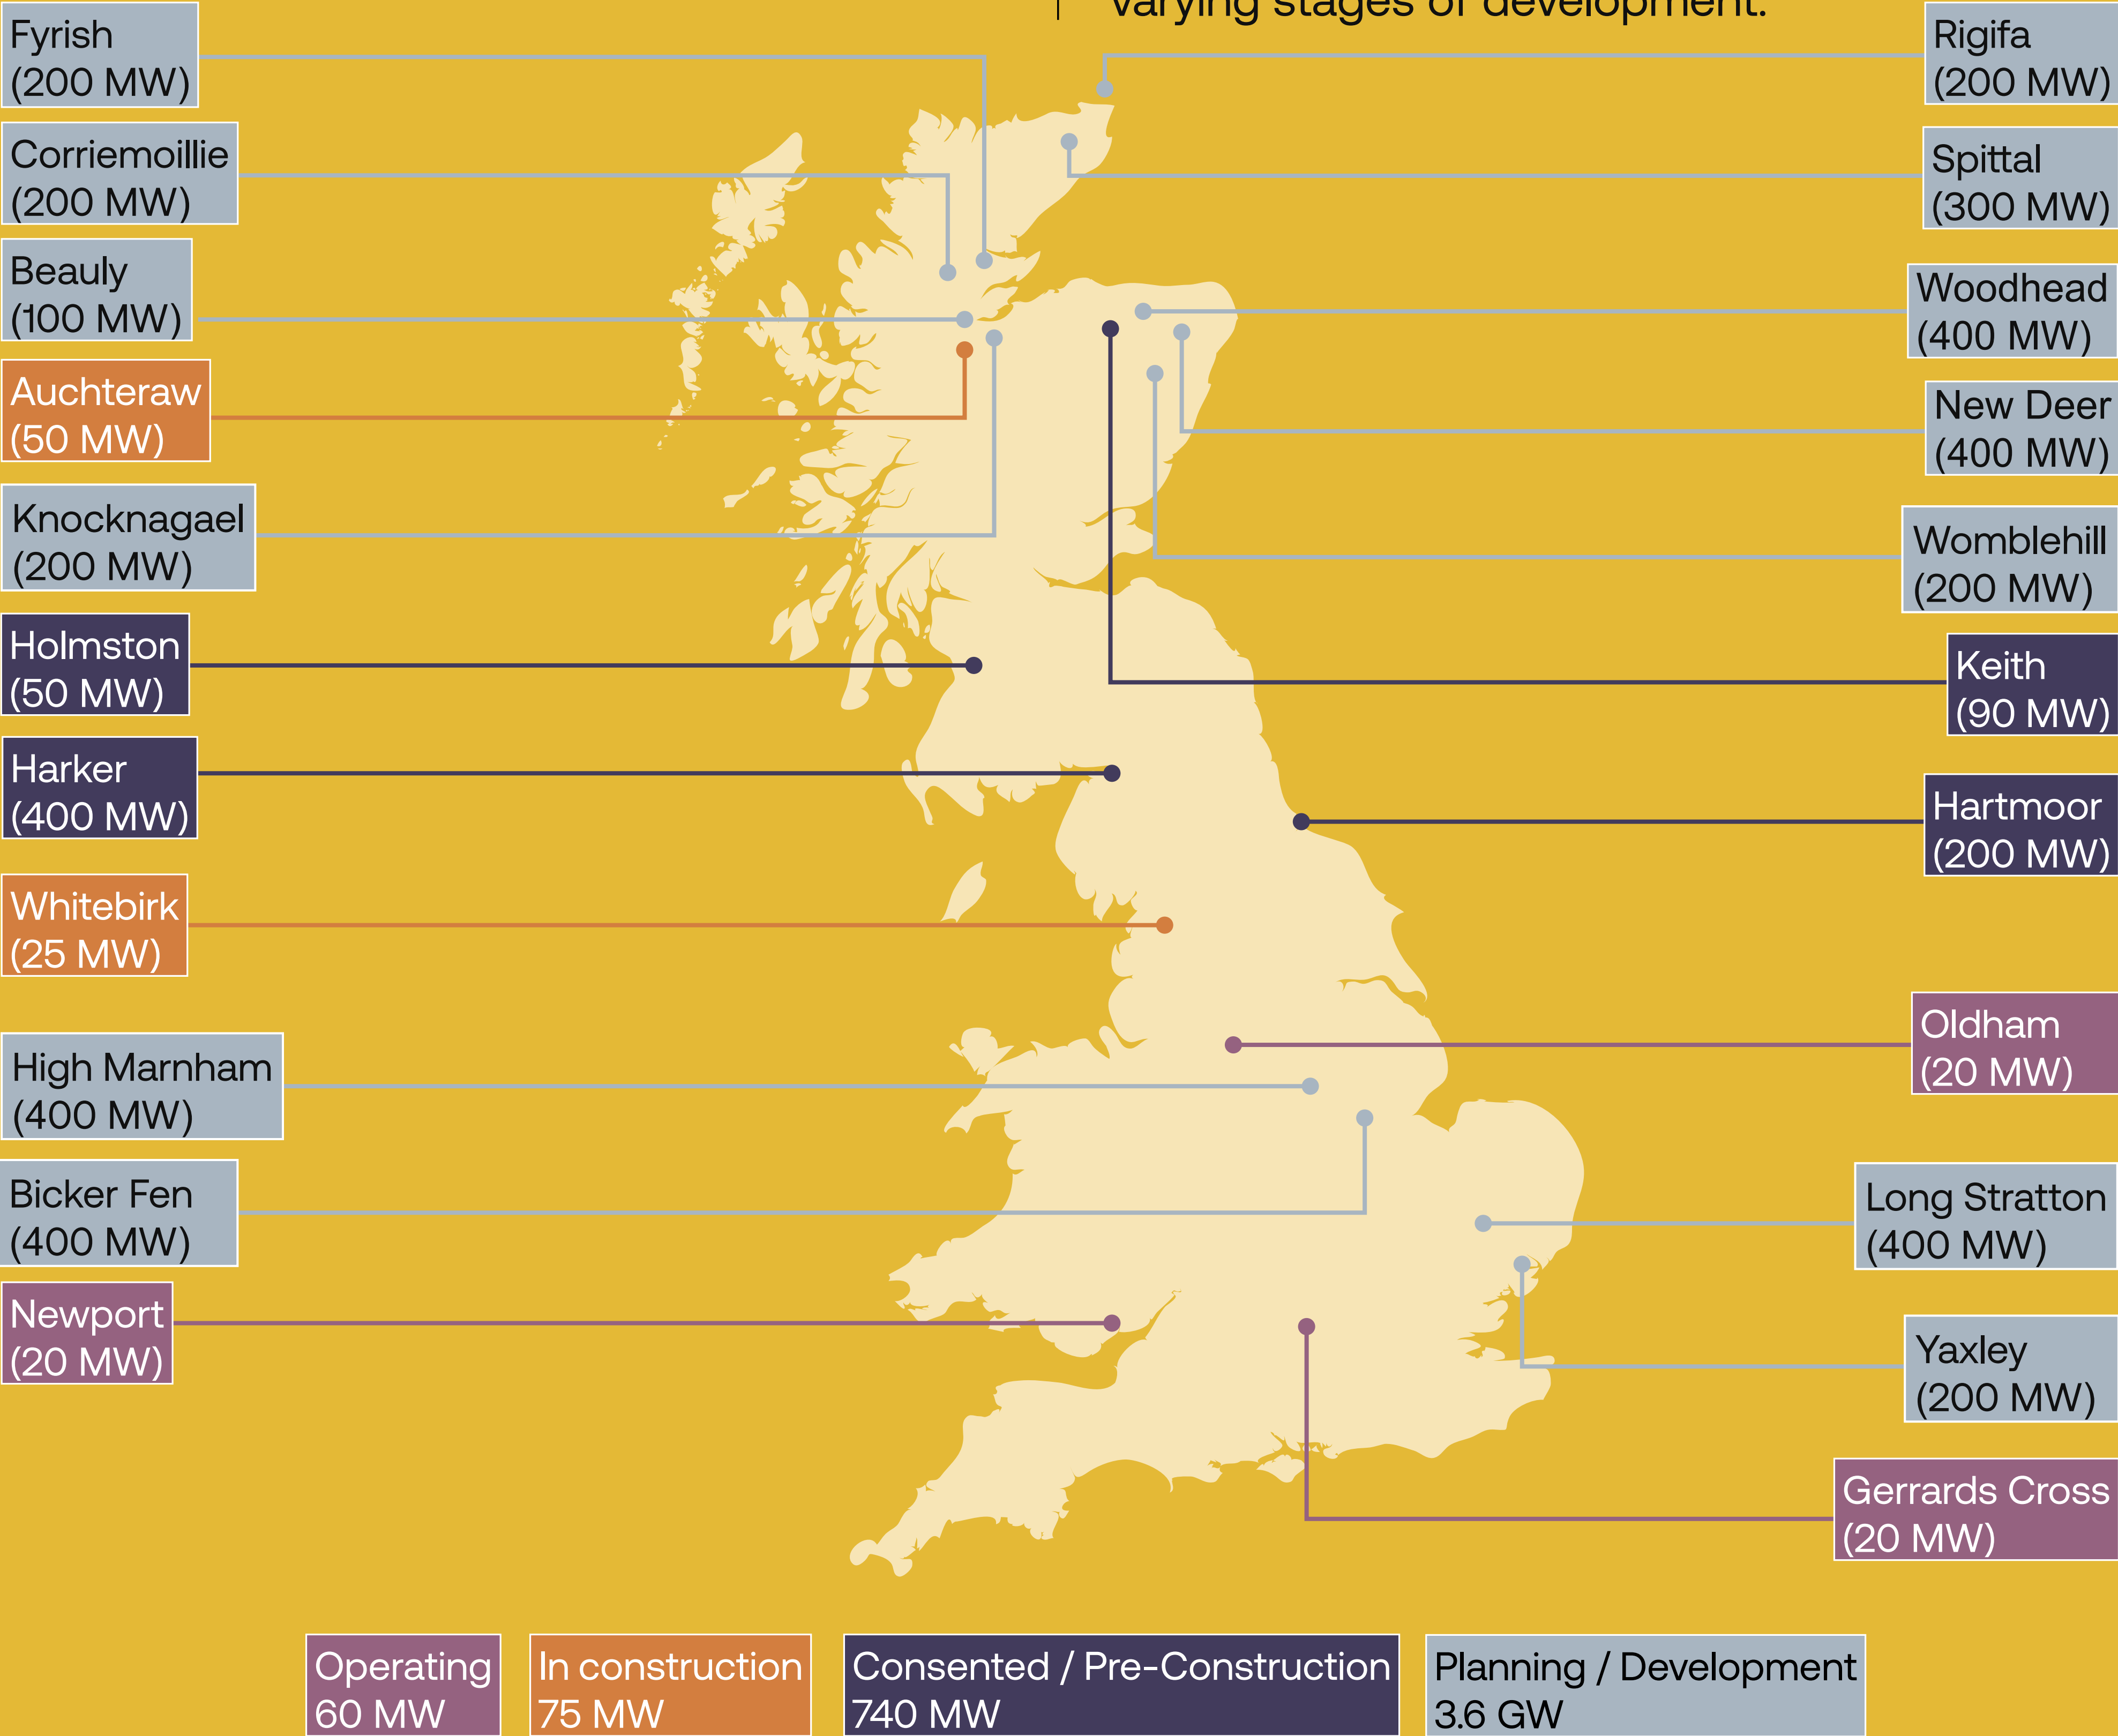 varying stages of development.
Fyrish
(200 MW)
Corriemoillie
(200 MW)
Beauly
(100 MW)
Auchteraw
(50 MW)
Knocknagael
(200 MW)
Holmston
(50 MW)
Harker
(400 MW)
Whitebirk
(25 MW)
High Marnham
(400 MW)
Bicker Fen
(400 MW)
Newport
(20 MW)
Rigifa
(200 MW)
Spittal
(300 MW)
Woodhead
(400 MW)
New Deer
(400 MW)
Womblehill
(200 MW)
Keith
(90 MW)
Hartmoor
(200 MW)
Oldham
(20 MW)
Long Stratton
(400 MW)
Yaxley
(200 MW)
Gerrards Cross
(20 MW)
Operating
60 MW
In construction
75 MW
Consented / Pre-Construction
740 MW
Planning / Development
3.6 GW